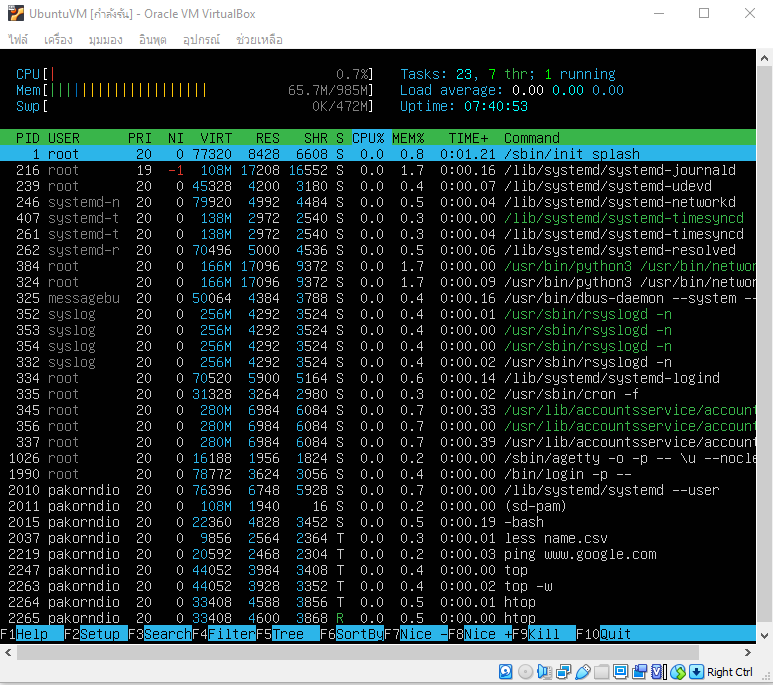 UbuntuVM [กำลังรัน] - Oracle VM VirtualBox
ไฟล์ เครื่อง มุมมอง อินพุต อุปกรณ์ ช่วยเหลือ
CPU[| 0.7%] Tasks: 23, 7 thr; 1 running
Mem[||||||||||||||||||||| 65.7M/985M] Load average: 0.00 0.00 0.00
Swp[ 0K/472M] Uptime: 07:40:53
PID USER PRI NI VIRT RES SHR S CPU% MEM% TIME+ Command
1 root 20 0 77320 8428 6608 S 0.0 0.8 0:01.21 /sbin/init splash
216 root 19 -1 108M 17208 16552 S 0.0 1.7 0:00.16 /lib/systemd/systemd-journald
239 root 20 0 45328 4200 3180 S 0.0 0.4 0:00.07 /lib/systemd/systemd-udevd
246 systemd-n 20 0 79920 4992 4484 S 0.0 0.5 0:00.04 /lib/systemd/systemd-networkd
407 systemd-t 20 0 138M 2972 2540 S 0.0 0.3 0:00.00 /lib/systemd/systemd-timesyncd
261 systemd-t 20 0 138M 2972 2540 S 0.0 0.3 0:00.04 /lib/systemd/systemd-timesyncd
262 systemd-r 20 0 70496 5000 4536 S 0.0 0.5 0:00.06 /lib/systemd/systemd-resolved
384 root 20 0 166M 17096 9372 S 0.0 1.7 0:00.00 /usr/bin/python3 /usr/bin/networ
324 root 20 0 166M 17096 9372 S 0.0 1.7 0:00.09 /usr/bin/python3 /usr/bin/networ
325 messagebu 20 0 50064 4384 3788 S 0.0 0.4 0:00.16 /usr/bin/dbus-daemon --system --
352 syslog 20 0 256M 4292 3524 S 0.0 0.4 0:00.01 /usr/sbin/rsyslogd -n
353 syslog 20 0 256M 4292 3524 S 0.0 0.4 0:00.00 /usr/sbin/rsyslogd -n
354 syslog 20 0 256M 4292 3524 S 0.0 0.4 0:00.00 /usr/sbin/rsyslogd -n
332 syslog 20 0 256M 4292 3524 S 0.0 0.4 0:00.02 /usr/sbin/rsyslogd -n
334 root 20 0 70520 5900 5164 S 0.0 0.6 0:00.14 /lib/systemd/systemd-logind
335 root 20 0 31328 3264 2980 S 0.0 0.3 0:00.02 /usr/sbin/cron -f
345 root 20 0 280M 6984 6084 S 0.0 0.7 0:00.33 /usr/lib/accountsservice/account
356 root 20 0 280M 6984 6084 S 0.0 0.7 0:00.00 /usr/lib/accountsservice/account
337 root 20 0 280M 6984 6084 S 0.0 0.7 0:00.39 /usr/lib/accountsservice/account
1026 root 20 0 16188 1956 1824 S 0.0 0.2 0:00.00 /sbin/agetty -o -p -- \u --nocle
1990 root 20 0 78772 3624 3056 S 0.0 0.4 0:00.00 /bin/login -p --
2010 pakorndio 20 0 76396 6748 5928 S 0.0 0.7 0:00.00 /lib/systemd/systemd --user
2011 pakorndio 20 0 108M 1940 16 S 0.0 0.2 0:00.00 (sd-pam)
2015 pakorndio 20 0 22360 4828 3452 S 0.0 0.5 0:00.19 -bash
2037 pakorndio 20 0 9856 2564 2364 T 0.0 0.3 0:00.01 less name.csv
2219 pakorndio 20 0 20592 2468 2304 T 0.0 0.2 0:00.03 ping www.google.com
2247 pakorndio 20 0 44052 3984 3408 T 0.0 0.4 0:00.00 top
2263 pakorndio 20 0 44052 3928 3352 T 0.0 0.4 0:00.02 top -w
2264 pakorndio 20 0 33408 4588 3856 T 0.0 0.5 0:00.01 htop
2265 pakorndio 20 0 33408 4600 3868 R 0.0 0.5 0:00.00 htop
F1Help F2Setup F3SearchF4FilterF5Tree F6SortByF7Nice -F8Nice +F9Kill F10Quit
Right Ctrl